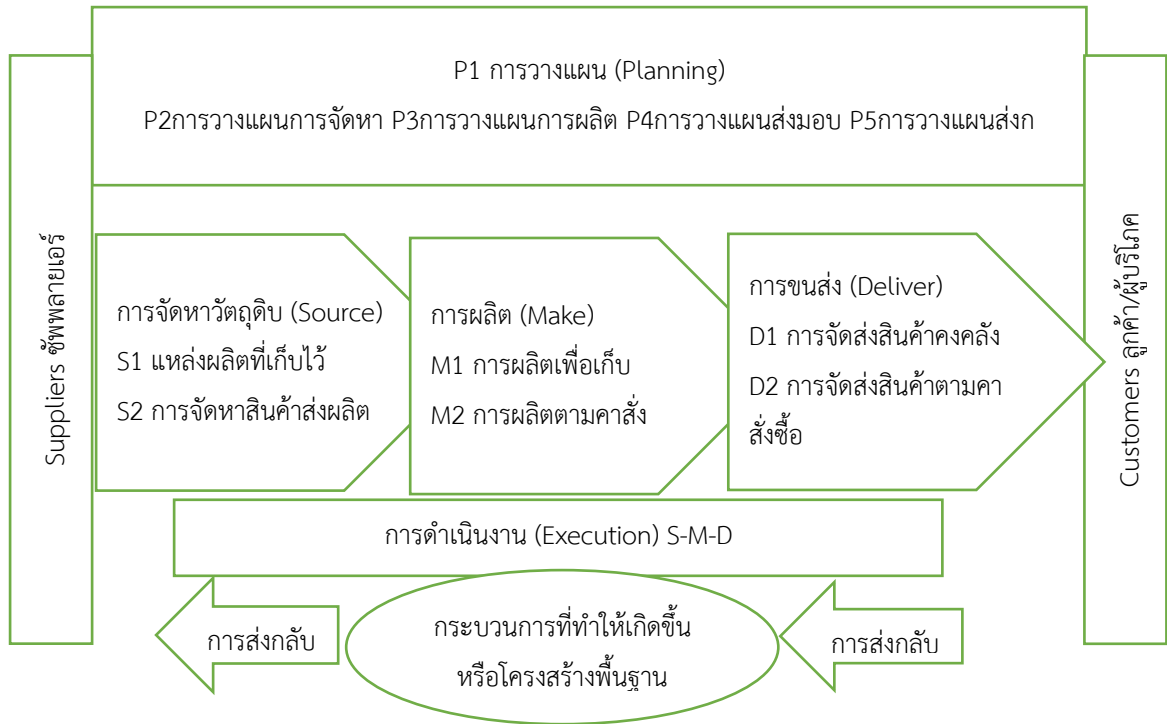 P1 การวางแผน (Planning)
P2การวางแผนการจัดหา P3การวางแผนการผลิต P4การวางแผนส่งมอบ P5การวางแผนส่งก
Suppliers ซัพพลายเอร์
การจัดหาวัตถุดิบ (Source)
S1 แหล่งผลิตที่เก็บไว้
S2 การจัดหาสินค้าส่งผลิต
การผลิต (Make)
M1 การผลิตเพื่อเก็บ
M2 การผลิตตามคาสั่ง
การขนส่ง (Deliver)
D1 การจัดส่งสินค้าคงคลัง
D2 การจัดส่งสินค้าตามคา
สั่งซื้อ
Customers ลูกค้า/ผู้บริโภค
การดำเนินงาน (Execution) S-M-D
การส่งกลับ
กระบวนการที่ทำให้เกิดขึ้น
หรือโครงสร้างพื้นฐาน
การส่งกลับ